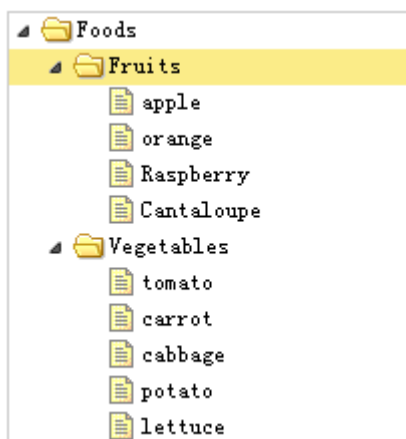 Foods
Fruits
apple
orange
Raspberry
Cantaloupe
Vegetables
tomato
carrot
cabbage
potato
lettuce